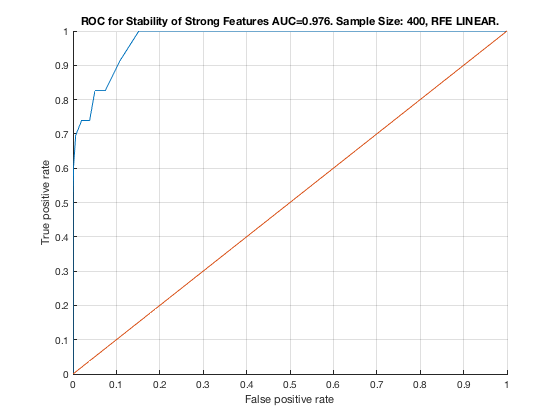 ROC for Stability of Strong Features AUC=0.976. Sample Size: 400, RFE LINEAR.
1
0.9
0.8
0.7
0.6
0.5
0.4
0.3
0.2
0.1
0
True positive rate
0 0.1 0.2 0.3 0.4 0.5 0.6 0.7 0.8 0.9 1
False positive rate